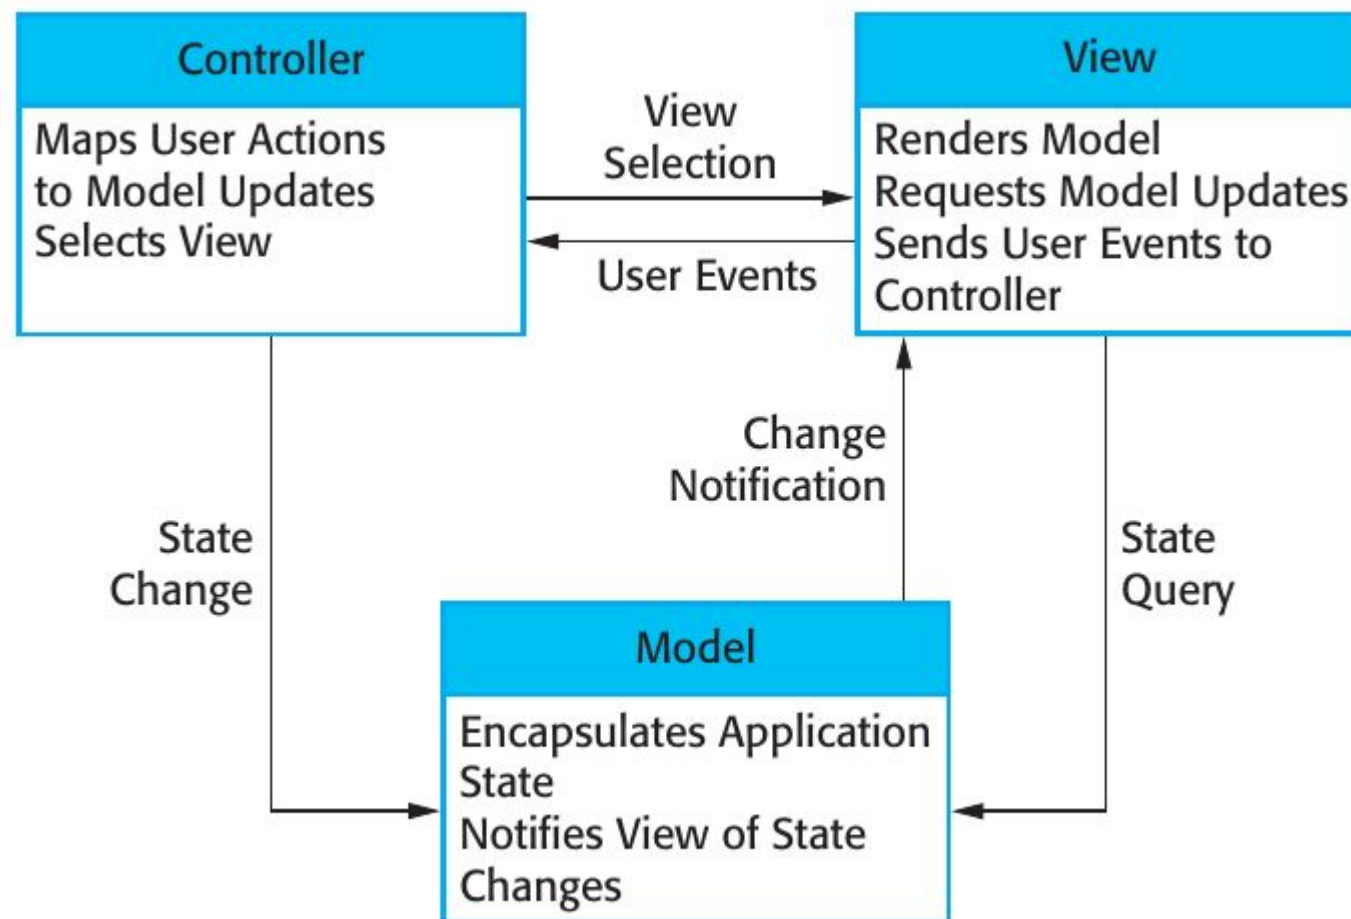 Controller
Maps User Actions
to Model Updates
Selects View
View
Selection
User Events
View
Renders Model
Requests Model Updates
Sends User Events to
Controller
State
Change
Change
Notification
State
Query
Model
Encapsulates Application
State
Notifies View of State
Changes